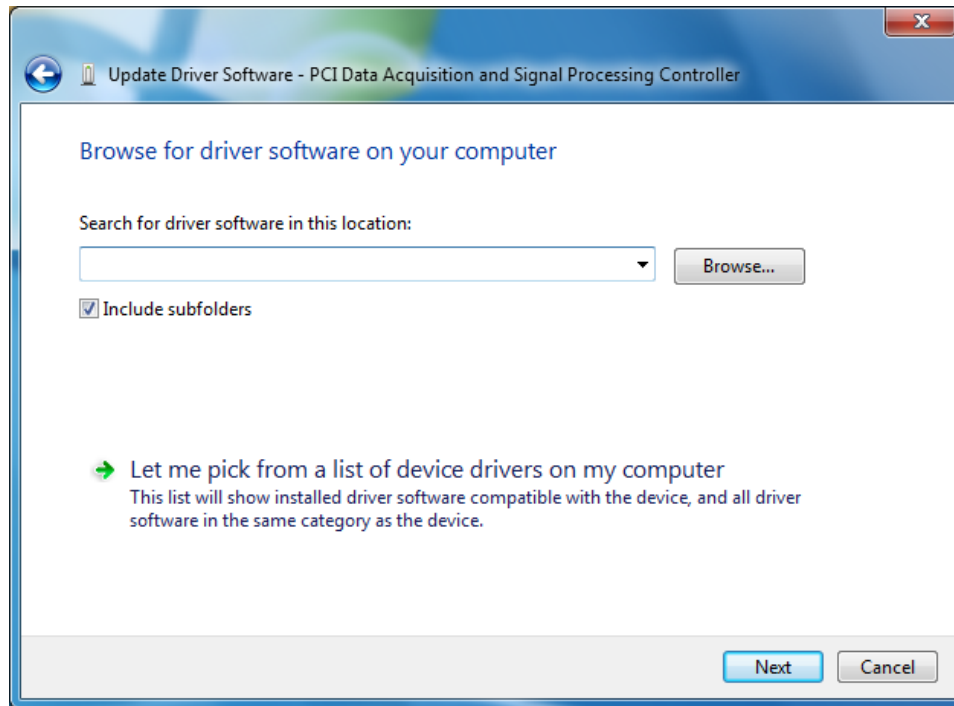 Update Driver Software - PCI Data Acquisition and Signal Processing Controller
Browse for driver software on your computer
Search for driver software in this location:
Browse...
Include subfolders
Let me pick from a list of device drivers on my computer
This list will show installed driver software compatible with the device, and all driver
software in the same category as the device.
Next
Cancel